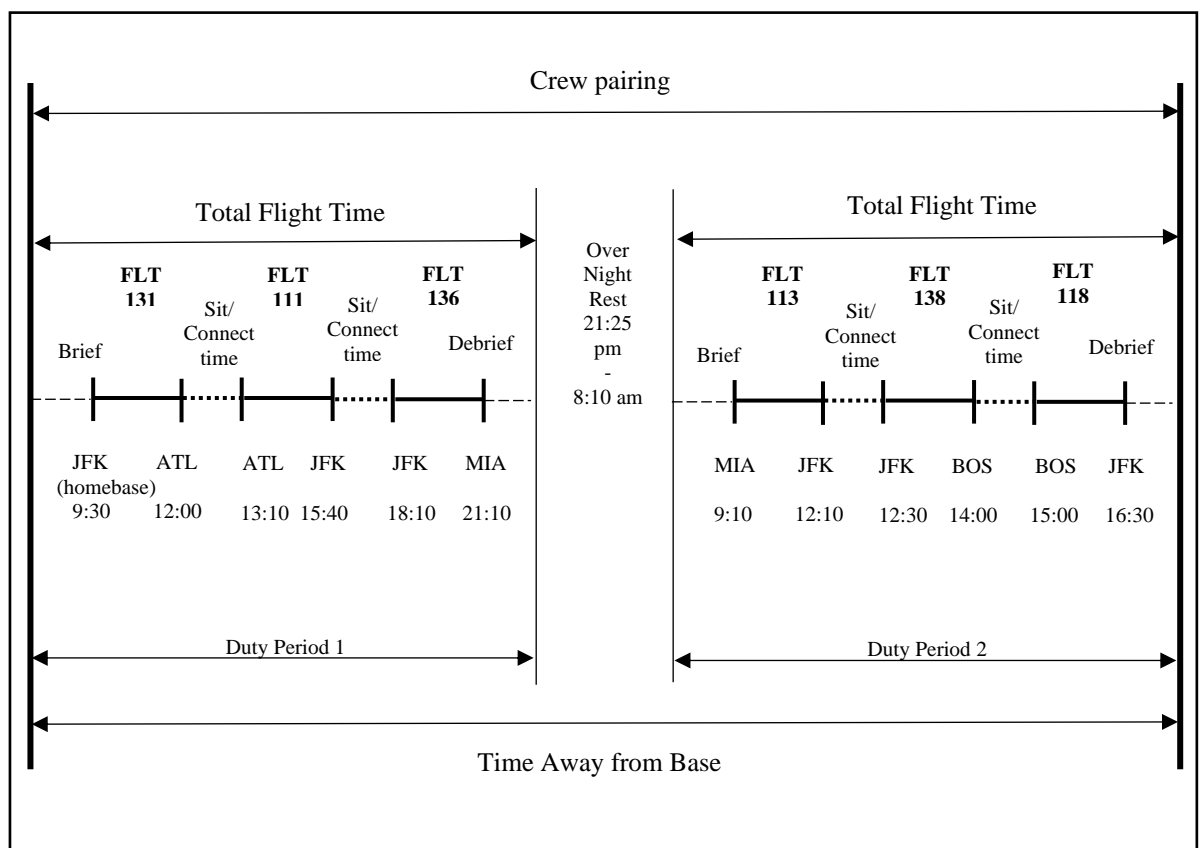 Crew pairing
Total Flight Time
Total Flight Time
FLT
131
FLT
111
FLT
136
Sit/
Connect
time
Sit/
Connect
time
Brief
Debrief
Over
Night
Rest
21:25
pm
-
8:10 am
FLT
113
FLT
138
FLT
118
Sit/
Connect
time
Sit/
Connect
time
Brief
Debrief
JFK ATL ATL JFK JFK MIA
(homebase)
9:30 12:00 13:10 15:40 18:10 21:10
MIA JFK JFK BOS BOS JFK
9:10 12:10 12:30 14:00 15:00 16:30
Duty Period 1
Duty Period 2
Time Away from Base